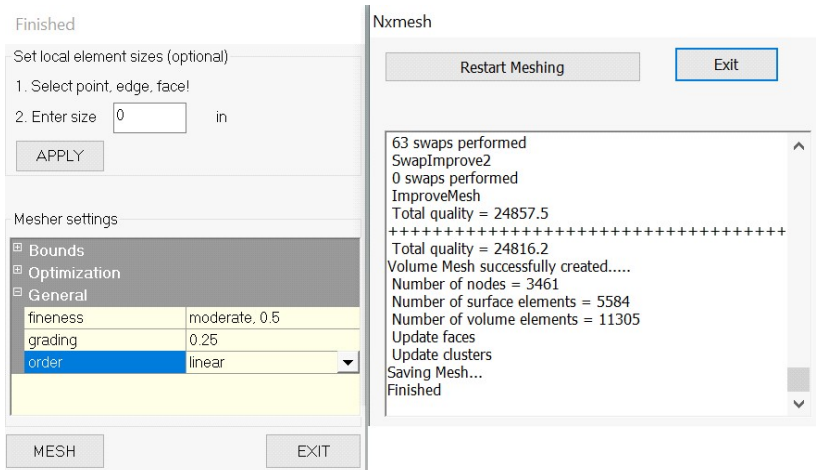 Finished
Set local element sizes (optional)
1. Select point, edge, face!
2. Enter size 0 in
APPLY
Mesher settings
Bounds
Optimization
General
fineness moderate, 0.5
grading 0.25
order linear
MESH EXIT
Nxmesh
Restart Meshing Exit
63 swaps performed
SwapImprove2
0 swaps performed
ImproveMesh
Total quality = 24857.5
+++++++++++++++++++++++++++++++++++++
Total quality = 24816.2
Volume Mesh successfully created.....
Number of nodes = 3461
Number of surface elements = 5584
Number of volume elements = 11305
Update faces
Update clusters
Saving Mesh...
Finished